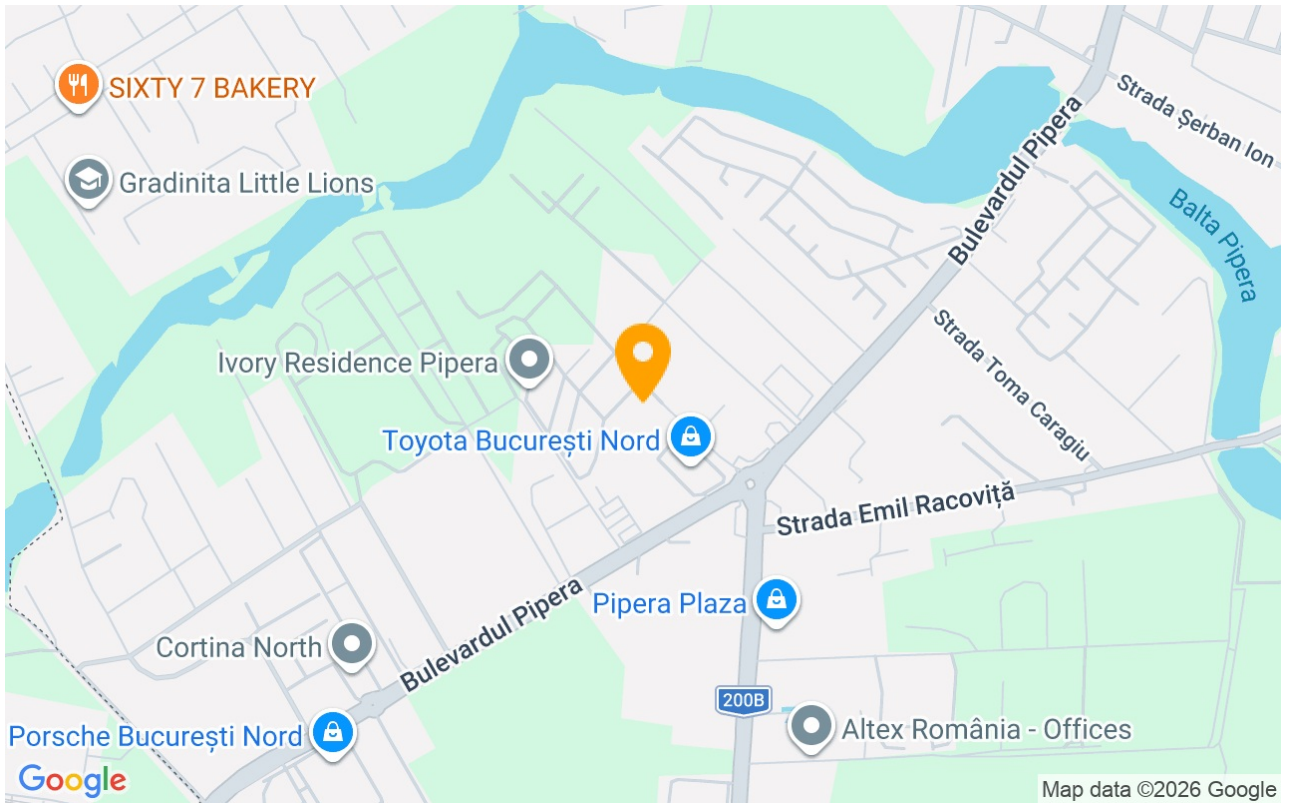 SIXTY 7 BAKERY
Strada Șerban Ion
Bulevardul Pipera
Gradinita Little Lions
Balta Pipera
Ivory Residence Pipera
Strada Toma Caragiu
Toyota București Nord
Strada Emil Racoviță
Bulevardul Pipera
Pipera Plaza
Cortina North
200B
Porsche București Nord
Altex România - Offices
Google
Map data ©2026 Google